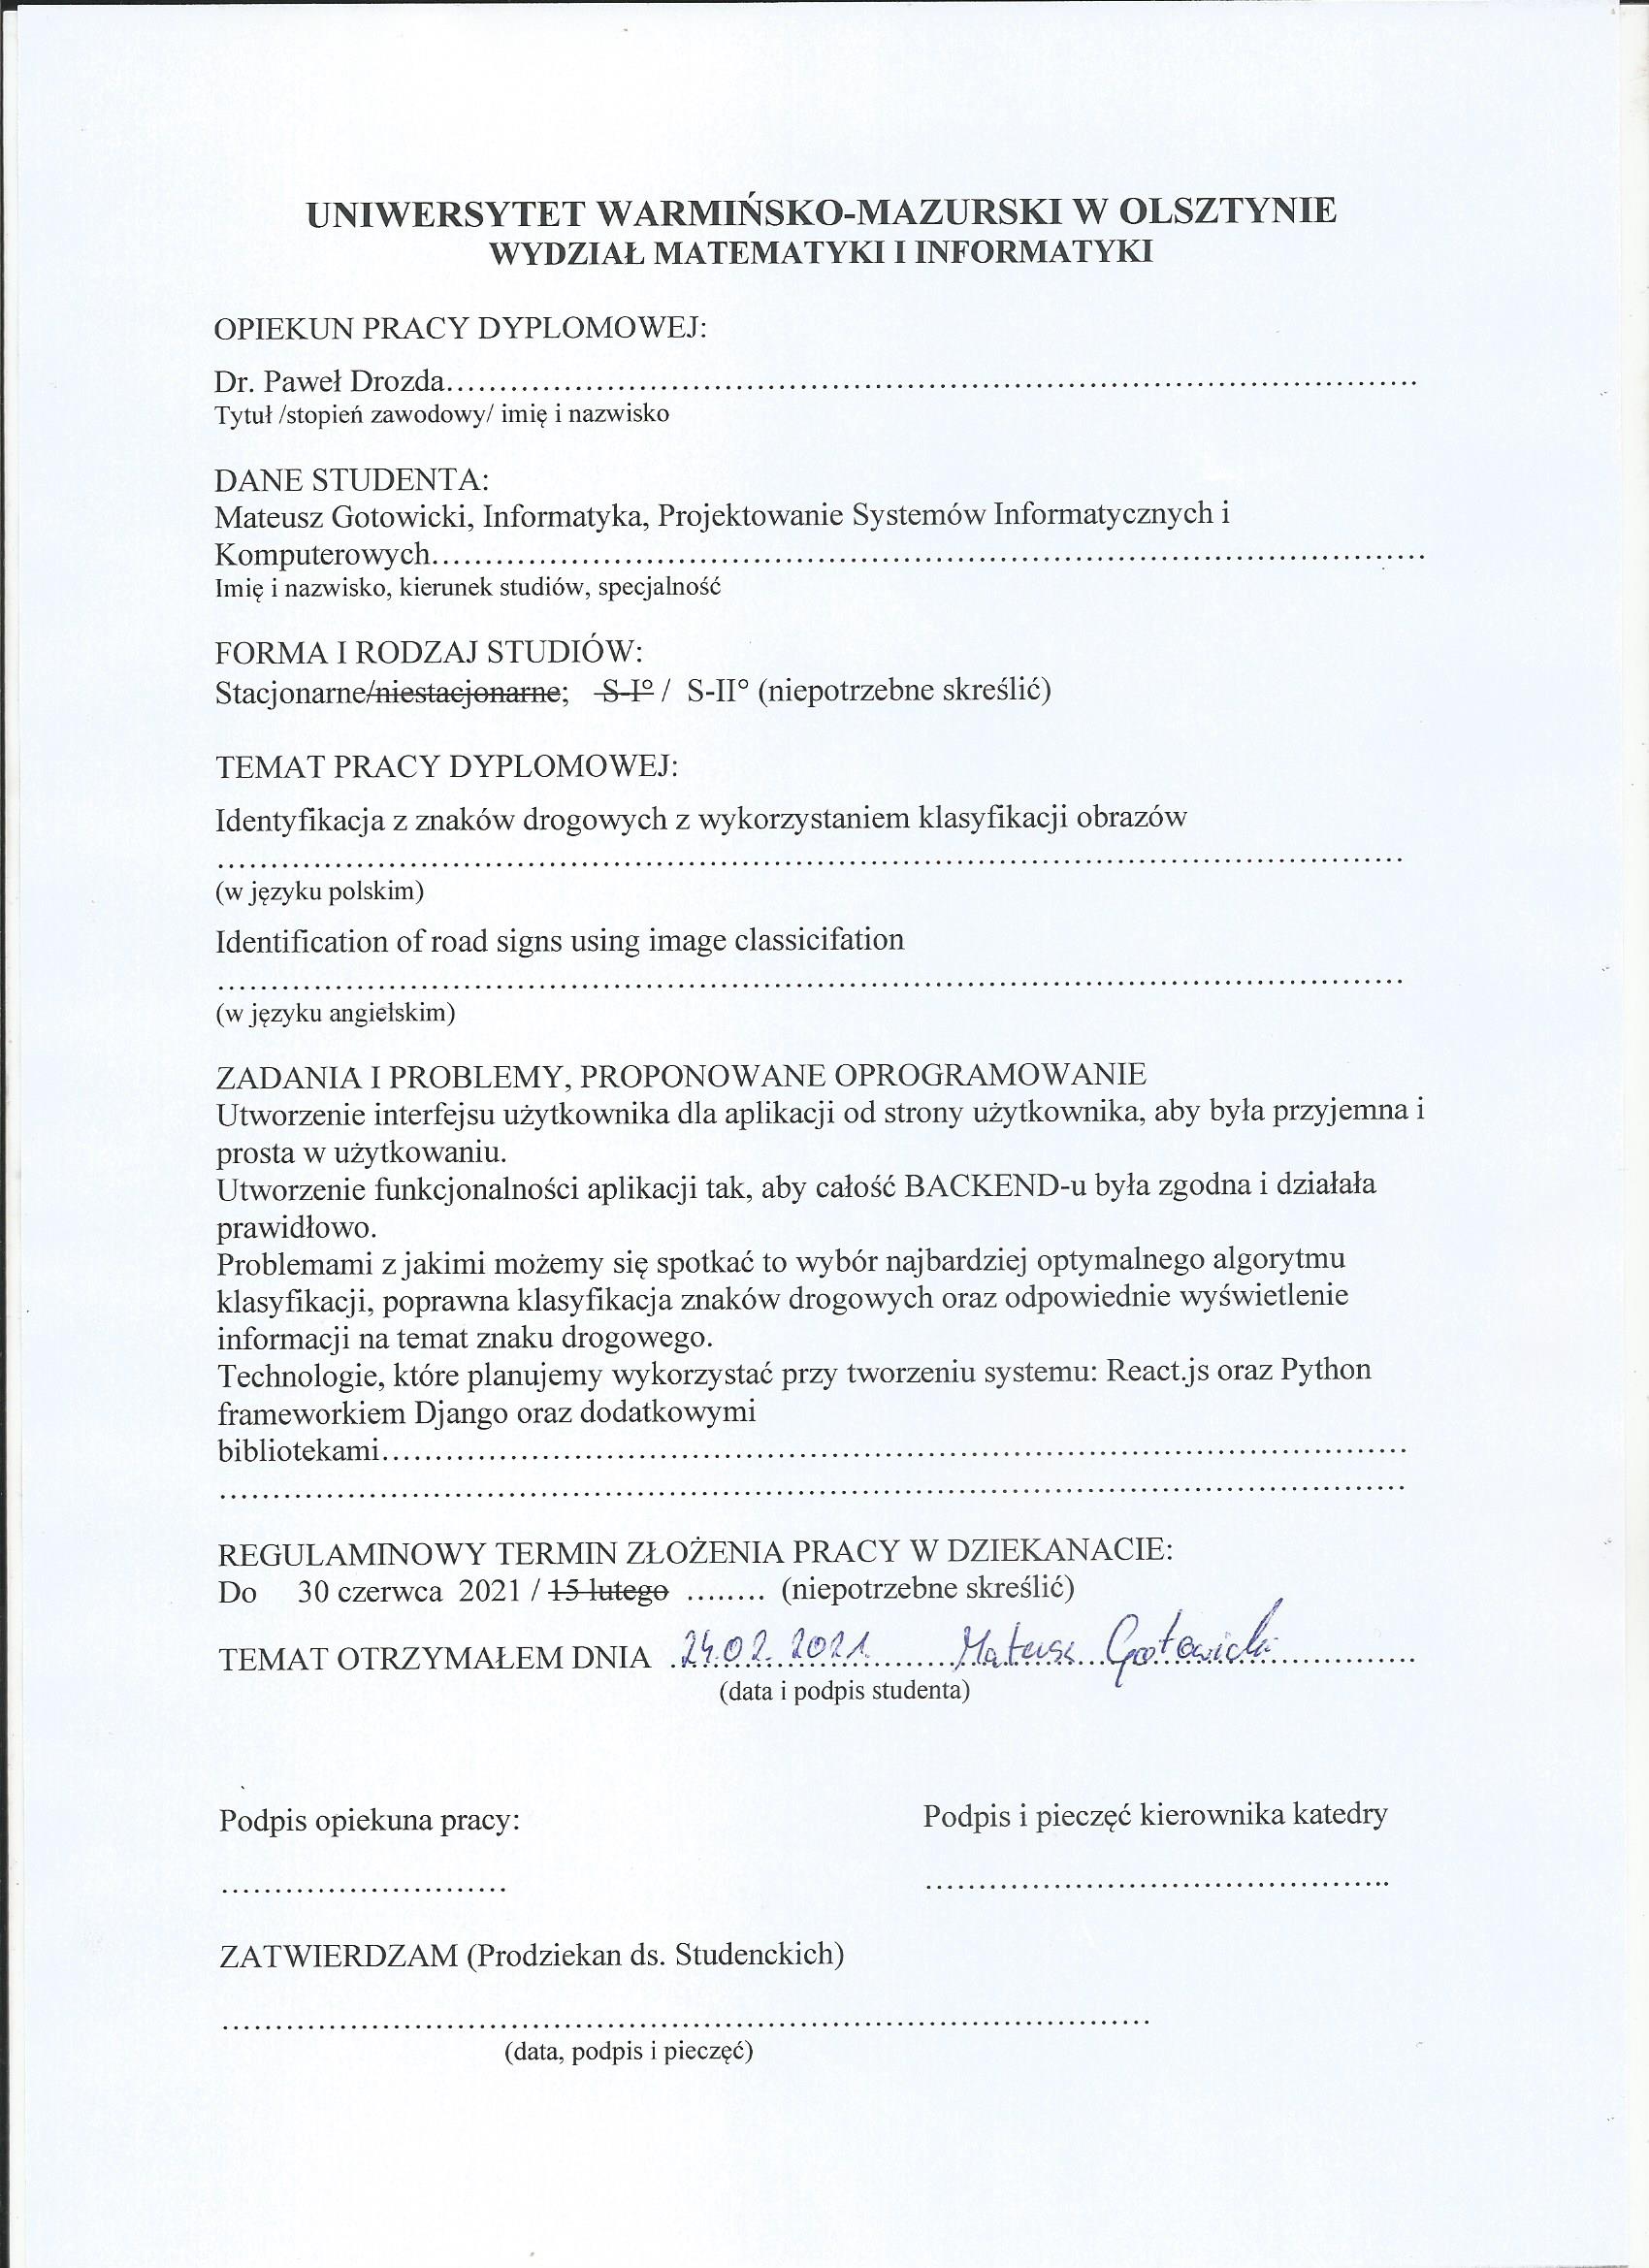 UNIWERSYTET WARMIŃSKO-MAZURSKI W OLSZTYNIE
WYDZIAŁ MATEMATYKI I INFORMATYKI
OPIEKUN PRACY DYPLOMOWEJ:
Dr. Paweł Drozda................................................................................................
Tytuł /stopień zawodowy/ imię i nazwisko
DANE STUDENTA:
Mateusz Gotowicki, Informatyka, Projektowanie Systemów Informatycznych i
Komputerowych..................................................................................................
Imię i nazwisko, kierunek studiów, specjalność
FORMA I RODZAJ STUDIÓW:
Stacjonarne/niestacjonarne; S-I° / S-II° (niepotrzebne skreślić)
TEMAT PRACY DYPLOMOWEJ:
Identyfikacja z znaków drogowych z wykorzystaniem klasyfikacji obrazów
......................................................................................................................
(w języku polskim)
Identification of road signs using image classicifation
......................................................................................................................
(w języku angielskim)
ZADANIA I PROBLEMY, PROPONOWANE OPROGRAMOWANIE
Utworzenie interfejsu użytkownika dla aplikacji od strony użytkownika, aby była przyjemna i
prosta w użytkowaniu.
Utworzenie funkcjonalności aplikacji tak, aby całość BACKEND-u była zgodna i działała
prawidłowo.
Problemami z jakimi możemy się spotkać to wybór najbardziej optymalnego algorytmu
klasyfikacji, poprawna klasyfikacja znaków drogowych oraz odpowiednie wyświetlenie
informacji na temat znaku drogowego.
Technologie, które planujemy wykorzystać przy tworzeniu systemu: React.js oraz Python
frameworkiem Django oraz dodatkowymi
bibliotekami......................................................................................................
......................................................................................................................
REGULAMINOWY TERMIN ZŁOŻENIA PRACY W DZIEKANACIE:
Do 30 czerwca 2021 / 15 lutego ........ (niepotrzebne skreślić)
TEMAT OTRZYMAŁEM DNIA 24.02.2021 Mateusz Gotowicki
(data i podpis studenta)
Podpis opiekuna pracy: Podpis i pieczęć kierownika katedry
........................... ............................................
ZATWIERDZAM (Prodziekan ds. Studenckich)
........................................................................................
(data, podpis i pieczęć)